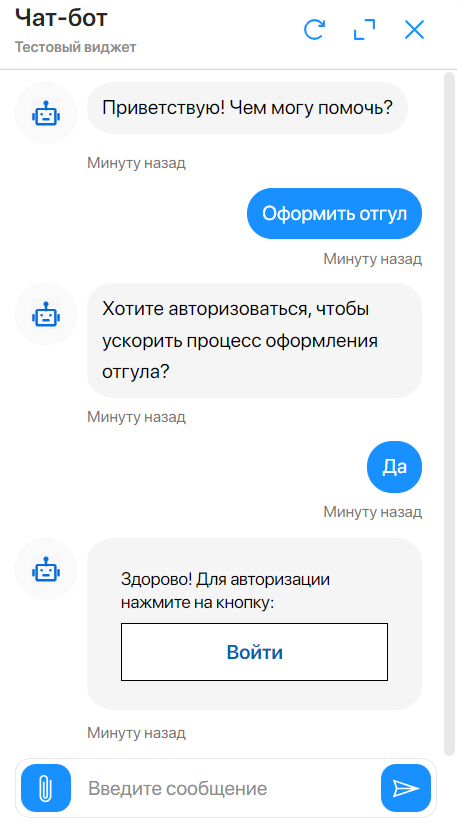 Чат-бот
Тестовый виджет
Приветствую! Чем могу помочь?
Минуту назад
Оформить отгул
Минуту назад
Хотите авторизоваться, чтобы
ускорить процесс оформления
отгула?
Минуту назад
Да
Минуту назад
Здорово! Для авторизации
нажмите на кнопку:
Войти
Минуту назад
Введите сообщение